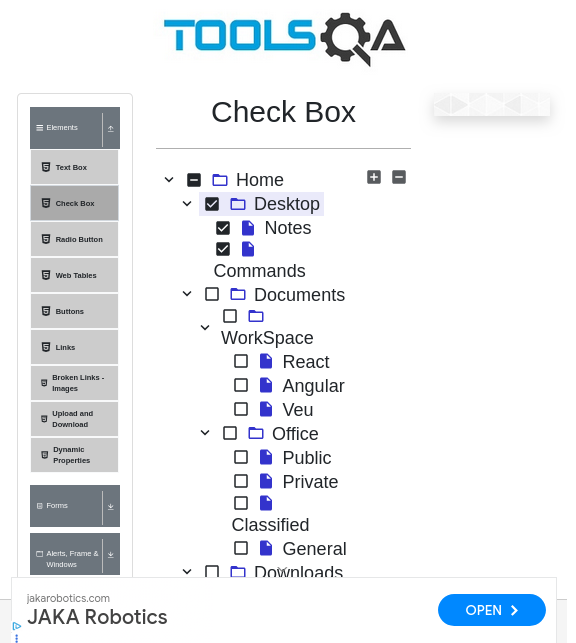 TOOLSQA
Elements
Text Box
Check Box
Radio Button
Web Tables
Buttons
Links
Broken Links -
Images
Upload and
Download
Dynamic
Properties
Forms
Alerts, Frame &
Windows
Check Box
Home
Desktop
Notes
Commands
Documents
WorkSpace
React
Angular
Veu
Office
Public
Private
Classified
General
Downloads
jakarobotics.com
JAKA Robotics
OPEN